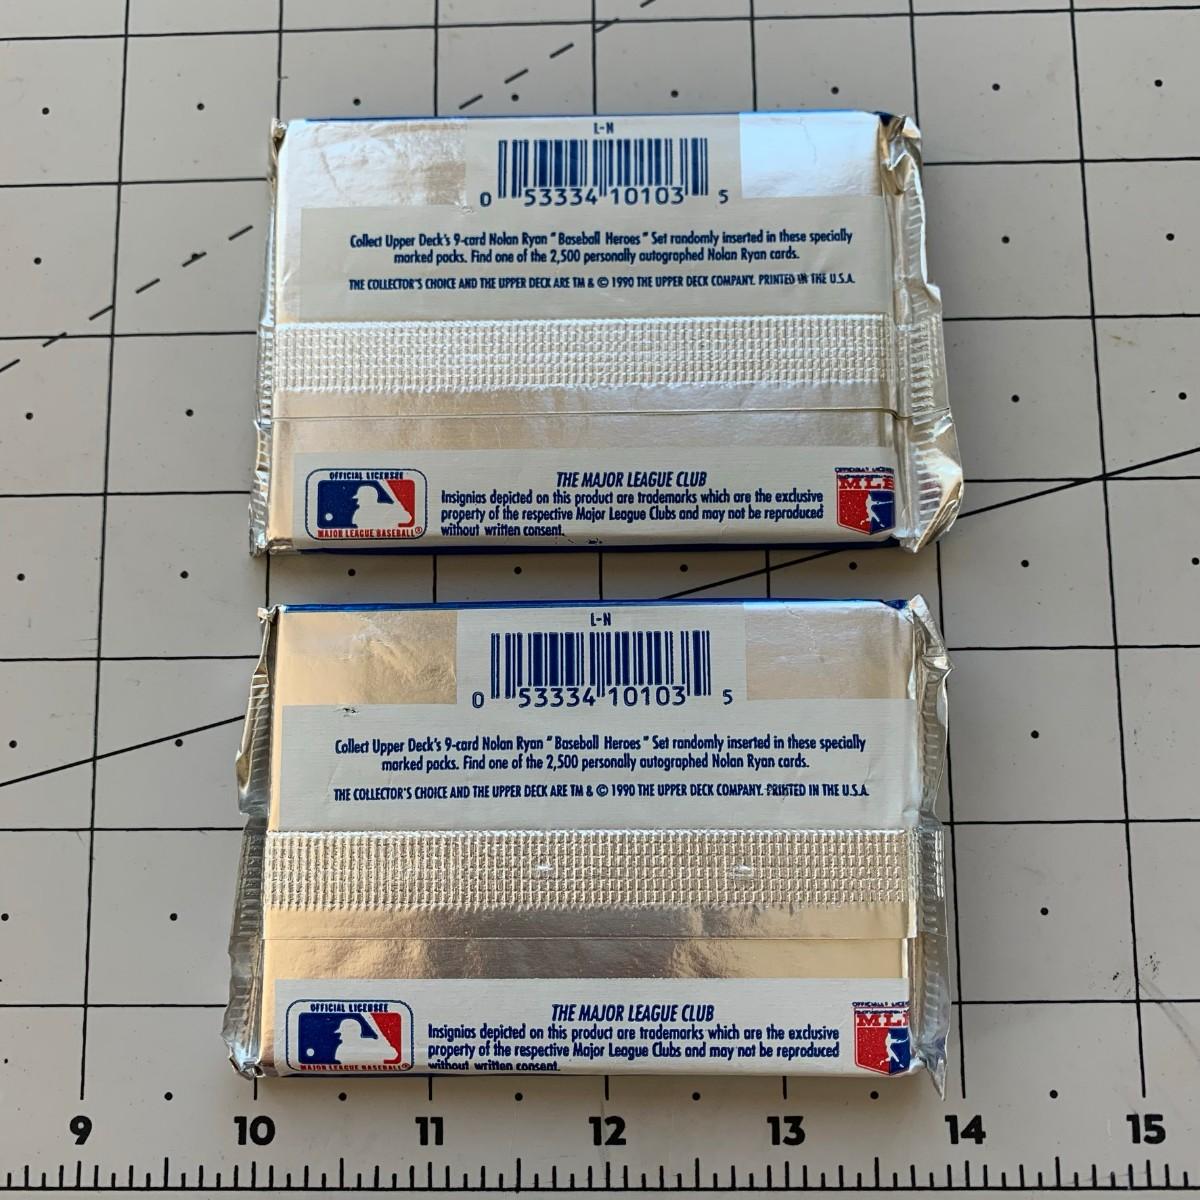 L-N
0 53334 10103 5
Collect Upper Deck's 9-card Nolan Ryan "Baseball Heroes" Set randomly inserted in these specially
marked packs. Find one of the 2,500 personally autographed Nolan Ryan cards.
THE COLLECTOR'S CHOICE AND THE UPPER DECK ARE TM & © 1990 THE UPPER DECK COMPANY. PRINTED IN THE U.S.A.
OFFICIAL LICENSEE
MAJOR LEAGUE BASEBALL®
THE MAJOR LEAGUE CLUB
Insignias depicted on this product are trademarks which are the exclusive
property of the respective Major League Clubs and may not be reproduced
without written consent.
OFFICIALLY LICEN
MLB
L-N
0 53334 10103 5
Collect Upper Deck's 9-card Nolan Ryan "Baseball Heroes" Set randomly inserted in these specially
marked packs. Find one of the 2,500 personally autographed Nolan Ryan cards.
THE COLLECTOR'S CHOICE AND THE UPPER DECK ARE TM & © 1990 THE UPPER DECK COMPANY. PRINTED IN THE U.S.A.
OFFICIAL LICENSEE
MAJOR LEAGUE BASEBALL®
THE MAJOR LEAGUE CLUB
Insignias depicted on this product are trademarks which are the exclusive
property of the respective Major League Clubs and may not be reproduced
without written consent.
OFFICIALLY LICE
ML
9 10 11 12 13 14 15